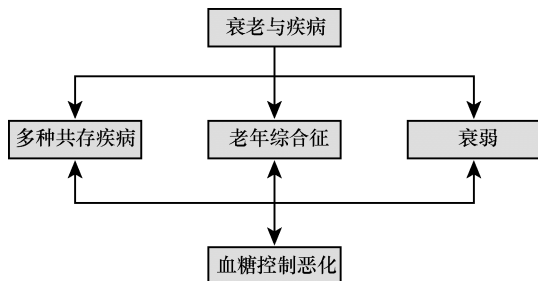 衰老与疾病
多种共存疾病
老年综合征
衰弱
血糖控制恶化